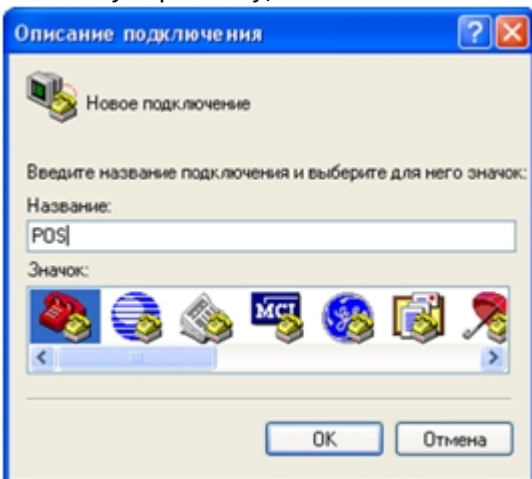 Описание подключения
Новое подключение
Введите название подключения и выберите для него значок:
Название:
POS
Значок:
MCI
OK
Отмена